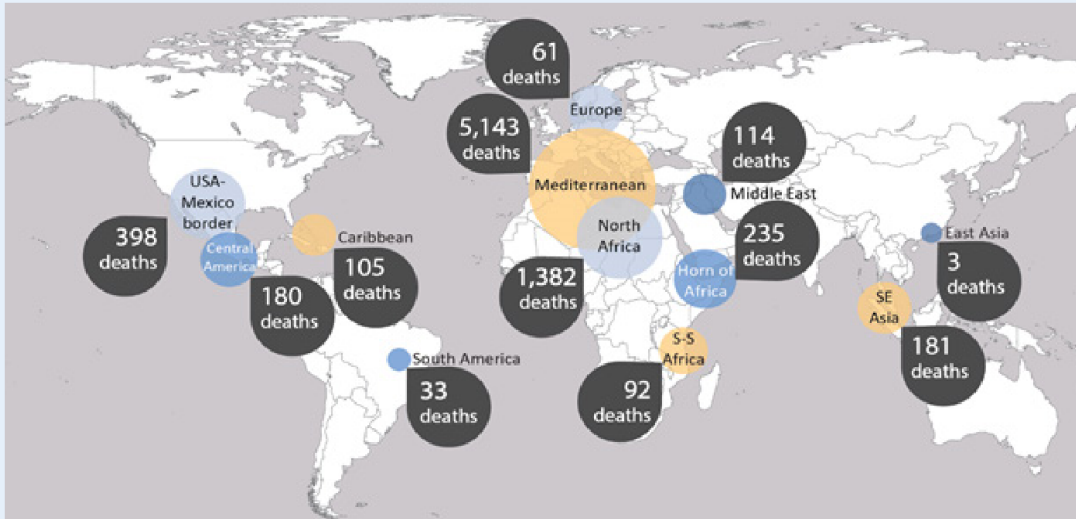 61
deaths
Europe
5,143
deaths
114
deaths
Mediterranean
Middle East
USA-
Mexico
border
North
Africa
235
deaths
398
deaths
Central
America
Caribbean
105
deaths
180
deaths
1,382
deaths
Horn of
Africa
East Asia
3
deaths
SE
Asia
181
deaths
S-S
Africa
92
deaths
South America
33
deaths